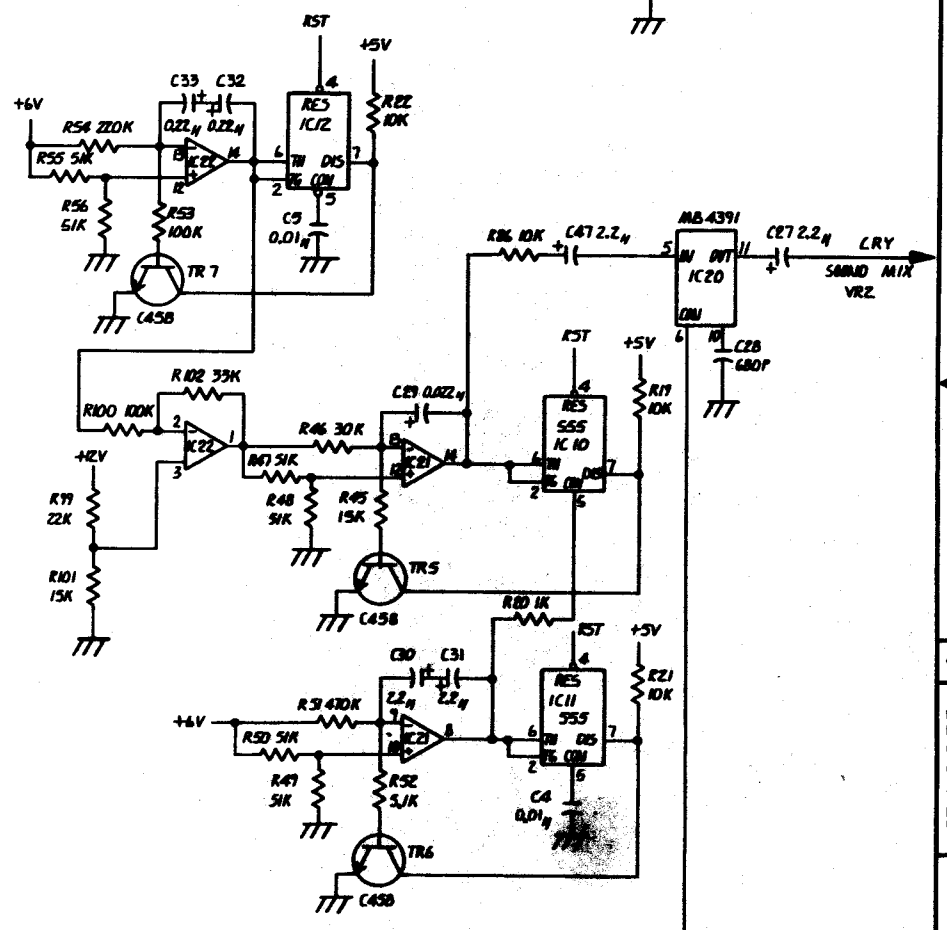 RST
+5V
C33 C32
4
+6V
RES
IC12
R22
10K
R54 220K
0.22µ 0.22µ
13
14
IC22
6
TH DIS
7
R55 51K
12
2
TG CON
5
R56
51K
R53
100K
C5
0.01µ
TR7
C458
R86 10K
C47 2.2µ
MB4391
5
IN OUT
11
IC20
C27 2.2µ
CRY
SOUND MIX
VR2
CON
6
10
C28
680P
RST
+5V
R102 33K
C29 0.022µ
4
RES
555
IC10
R19
10K
R100 100K
2
1
IC22
3
R46 30K
13
14
IC21
12
6
TH DIS
7
2
TG CON
5
+12V
R47 51K
R48
51K
R45
15K
R99
22K
R101
15K
TR5
C458
R20 1K
RST
+5V
C30 C31
4
RES
IC11
555
R21
10K
R51 470K
2.2µ 2.2µ
+6V
9
8
IC21
10
R50 51K
6
TH DIS
7
2
TG CON
5
R49
51K
R52
5.1K
C4
0.01µ
TR6
C458